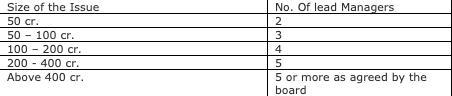 Size of the Issue No. Of lead Managers
50 cr. 2
50 – 100 cr. 3
100 – 200 cr. 4
200 - 400 cr. 5
Above 400 cr. 5 or more as agreed by the
board